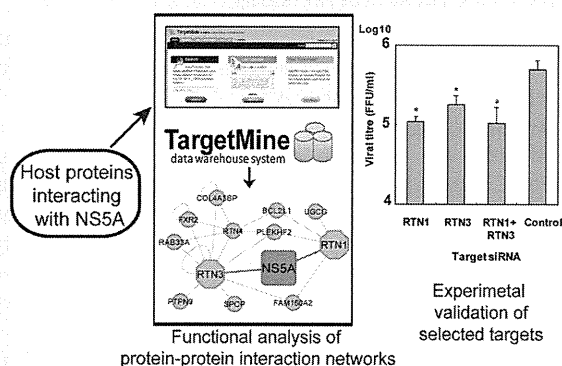 Host proteins
interacting
with NS5A
TargetMine
TargetMine
data warehouse system
COL4A3BP
FXR2
RTN4
BCL2L1
UGCG
RAB33A
PLEKHF2
RTN1
RTN3
NS5A
PTPN9
FAM150A2
Functional analysis of
protein-protein interaction networks
Log10
6
5
4
Viral titre (FFU/ml)
*
*
*
RTN1
RTN3
RTN1+
RTN3
Control
Target siRNA
Experimetal
validation of
selected targets